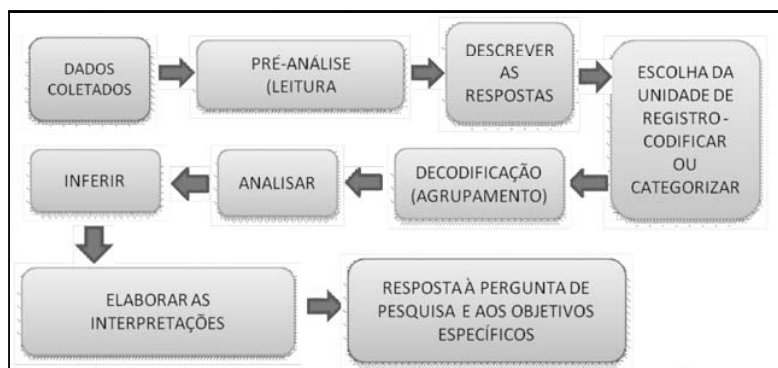 DADOS
COLETADOS
PRÉ-ANÁLISE
(LEITURA
DESCREVER
AS
RESPOSTAS
ESCOLHA DA
UNIDADE DE
REGISTRO-
CODIFICAR
OU
CATEGORIZAR
DECODIFICAÇÃO
(AGRUPAMENTO)
ANALISAR
INFERIR
ELABORAR AS
INTERPRETAÇÕES
RESPOSTA À PERGUNTA DE
PESQUISA E AOS OBJETIVOS
ESPECÍFICOS